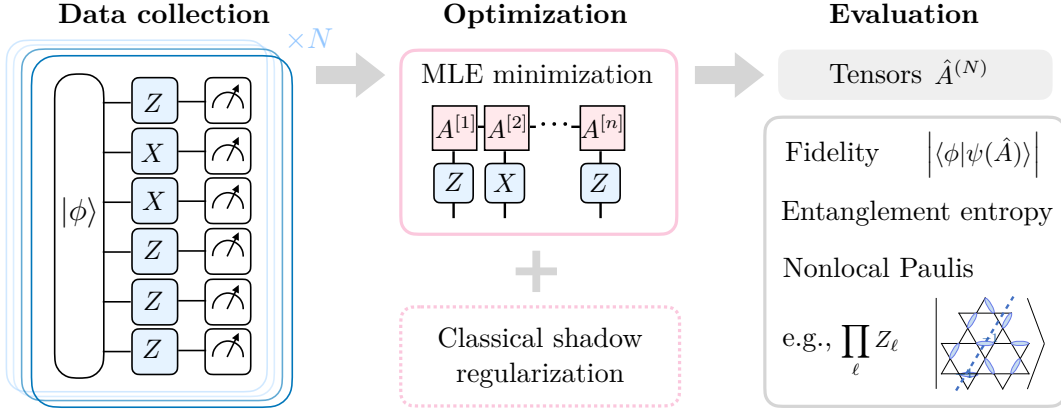 Data collection
×N
|ϕ⟩
Z
X
X
Z
Z
Z
Optimization
MLE minimization
A^{[1]} A^{[2]} ··· A^{[n]}
Z X Z
+
Classical shadow
regularization
Evaluation
Tensors Â^{(N)}
Fidelity |⟨ϕ|ψ(Â)⟩|
Entanglement entropy
Nonlocal Paulis
e.g., ∏_ℓ Z_ℓ | ⟩